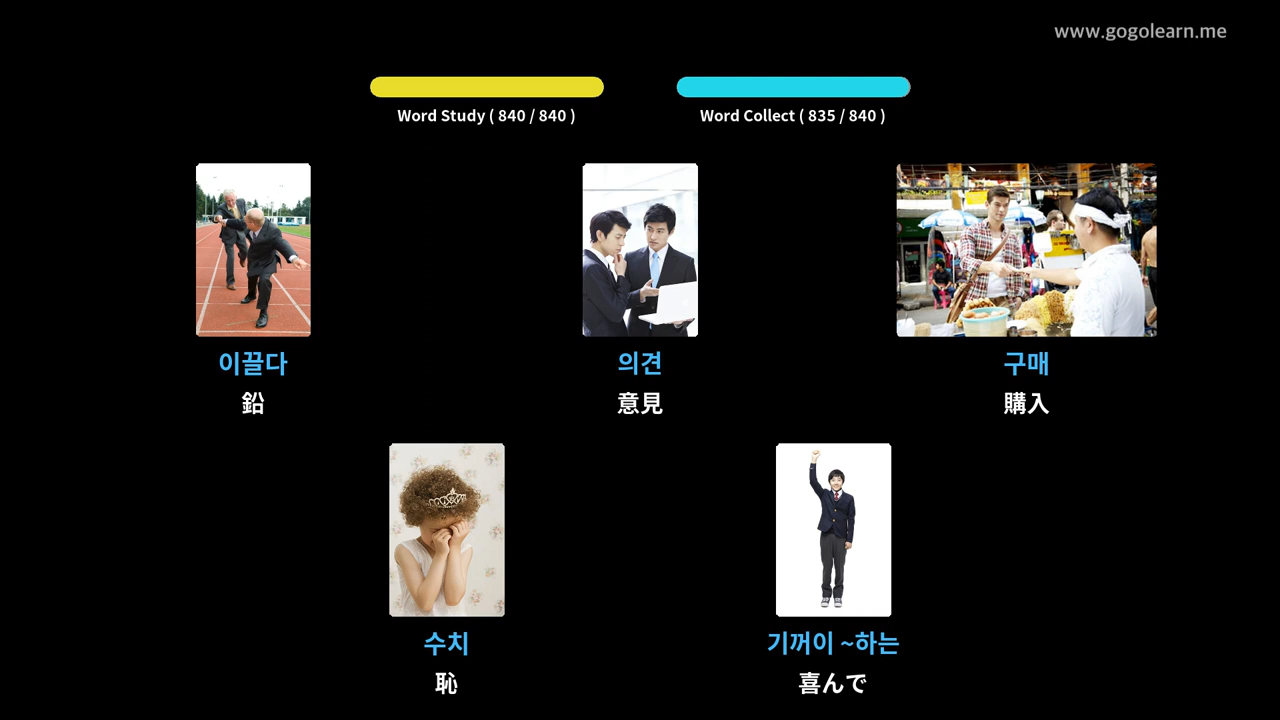 www.gogolearn.me
Word Study ( 840 / 840 )
Word Collect ( 835 / 840 )
이끌다
鉛
의견
意見
구매
購入
수치
恥
기꺼이 ~하는
喜んで